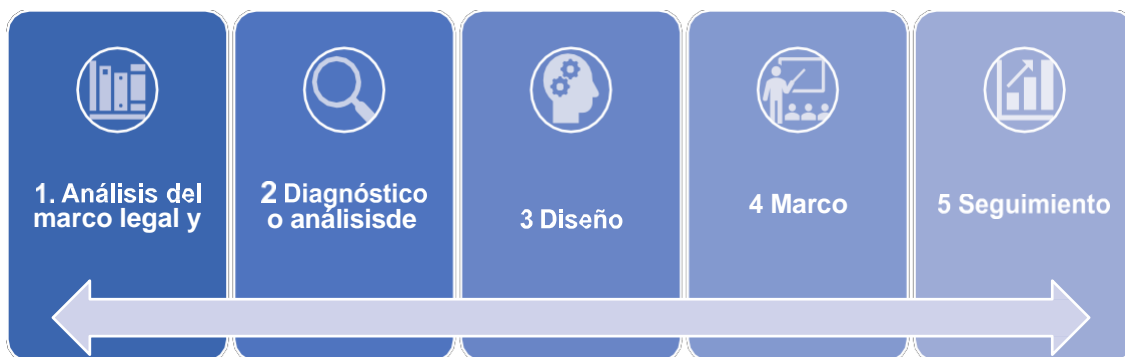 1. Análisis del
marco legal y
2 Diagnóstico
o análisisde
3 Diseño
4 Marco
5 Seguimiento